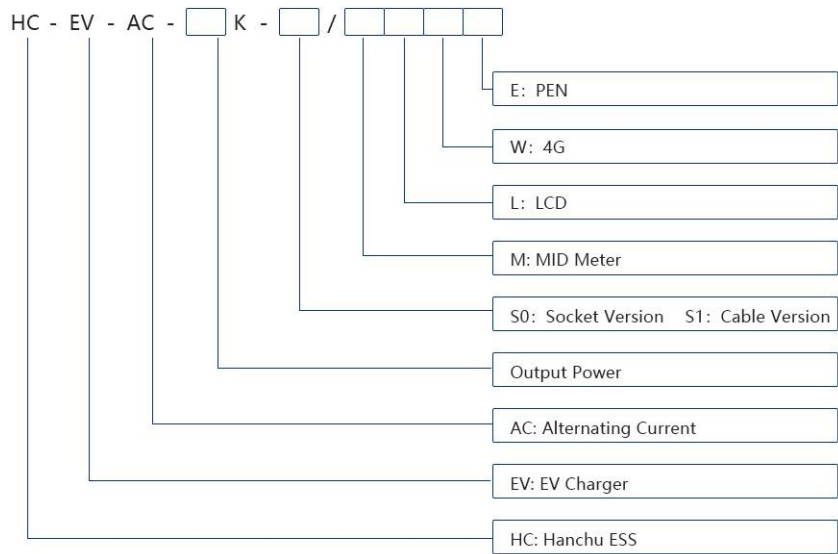 HC - EV - AC - K - /
E: PEN
W: 4G
L: LCD
M: MID Meter
S0: Socket Version S1: Cable Version
Output Power
AC: Alternating Current
EV: EV Charger
HC: Hanchu ESS